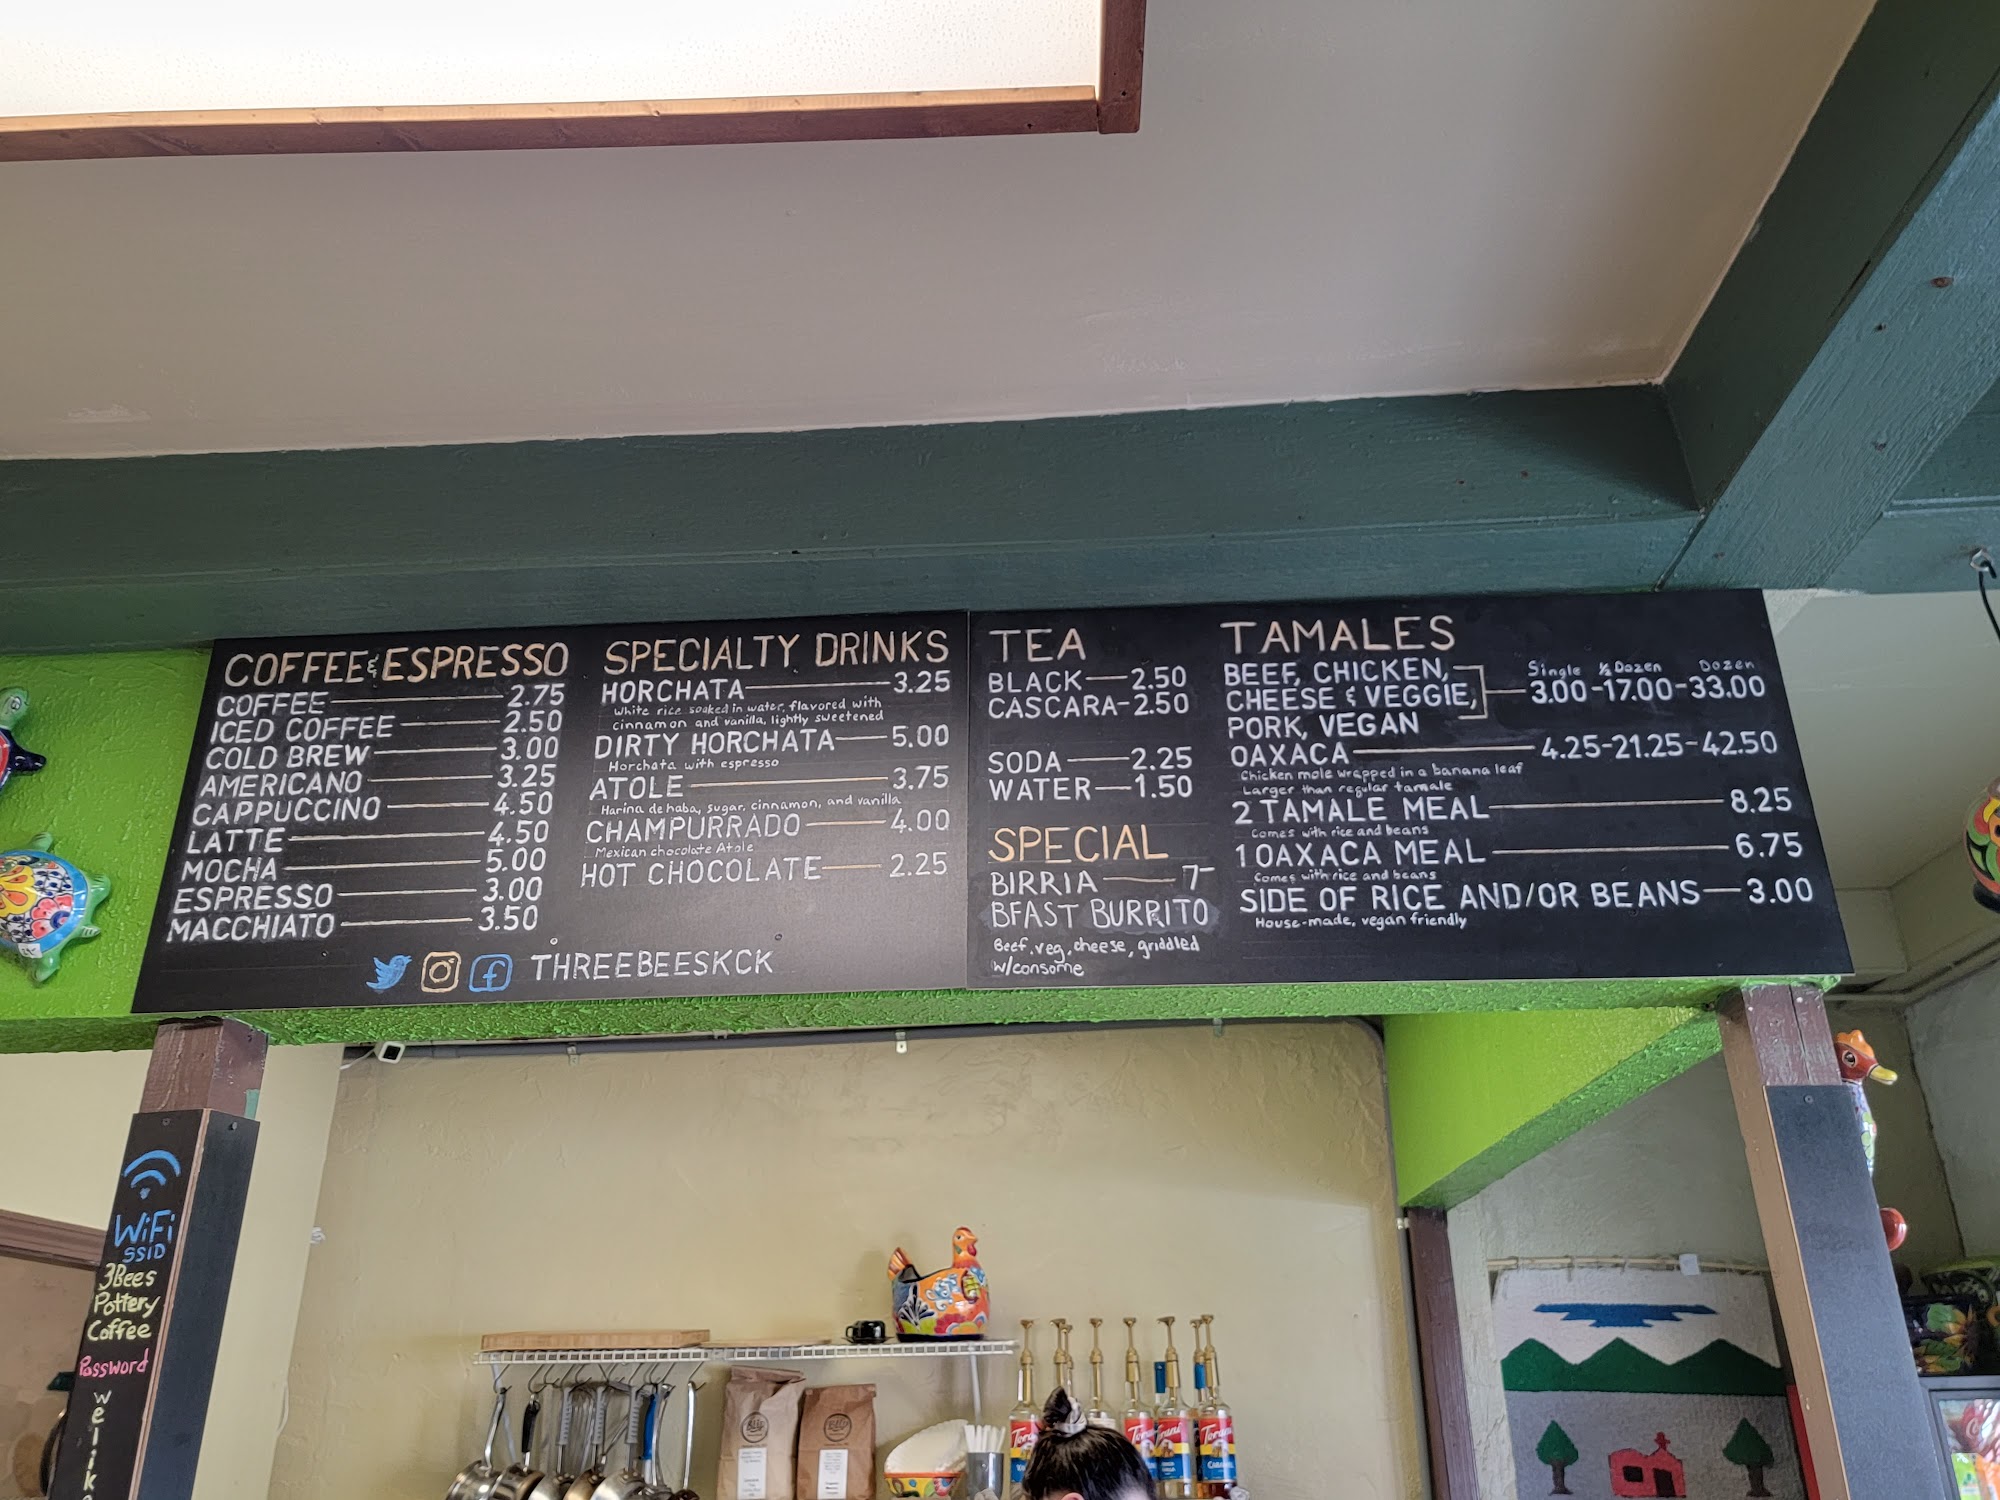 COFFEE & ESPRESSO
COFFEE 2.75
ICED COFFEE 2.50
COLD BREW 3.00
AMERICANO 3.25
CAPPUCCINO 4.50
LATTE 4.50
MOCHA 5.00
ESPRESSO 3.00
MACCHIATO 3.50
SPECIALTY DRINKS
HORCHATA 3.25
White rice soaked in water, flavored with
cinnamon and vanilla, lightly sweetened
DIRTY HORCHATA 5.00
Horchata with espresso
ATOLE 3.75
Harina de haba, sugar, cinnamon, and vanilla
CHAMPURRADO 4.00
Mexican chocolate Atole
HOT CHOCOLATE 2.25
THREEBEESKCK
TEA
BLACK 2.50
CASCARA-2.50
SODA 2.25
WATER 1.50
SPECIAL
BIRRIA 7-
BFAST BURRITO
Beef, veg, cheese, griddled
w/consome
TAMALES
Single ½ Dozen Dozen
BEEF, CHICKEN,
CHEESE & VEGGIE, 3.00-17.00-33.00
PORK, VEGAN
OAXACA 4.25-21.25-42.50
Chicken mole wrapped in a banana leaf
Larger than regular tamale
2 TAMALE MEAL 8.25
Comes with rice and beans
1 OAXACA MEAL 6.75
Comes with rice and beans
SIDE OF RICE AND/OR BEANS 3.00
House-made, vegan friendly
WiFi
SSID
3Bees
Pottery
Coffee
Password
welike
Torani
Torani